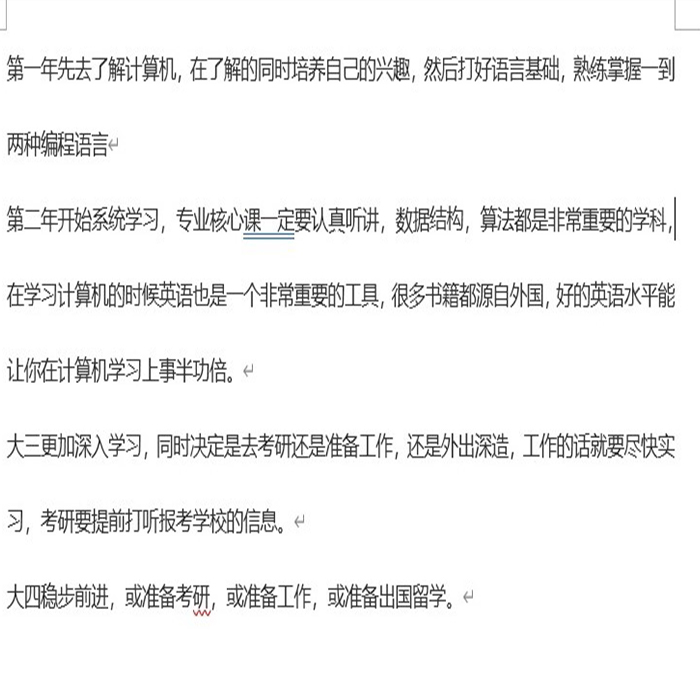 第一年先去了解计算机，在了解的同时培养自己的兴趣，然后打好语言基础，熟练掌握一到
两种编程语言
第二年开始系统学习，专业核心课一定要认真听讲，数据结构，算法都是非常重要的学科，
在学习计算机的时候英语也是一个非常重要的工具，很多书籍都源自外国，好的英语水平能
让你在计算机学习上事半功倍。
大三更加深入学习，同时决定是去考研还是准备工作，还是外出深造，工作的话就要尽快实
习，考研要提前打听报考学校的信息。
大四稳步前进，或准备考研，或准备工作，或准备出国留学。